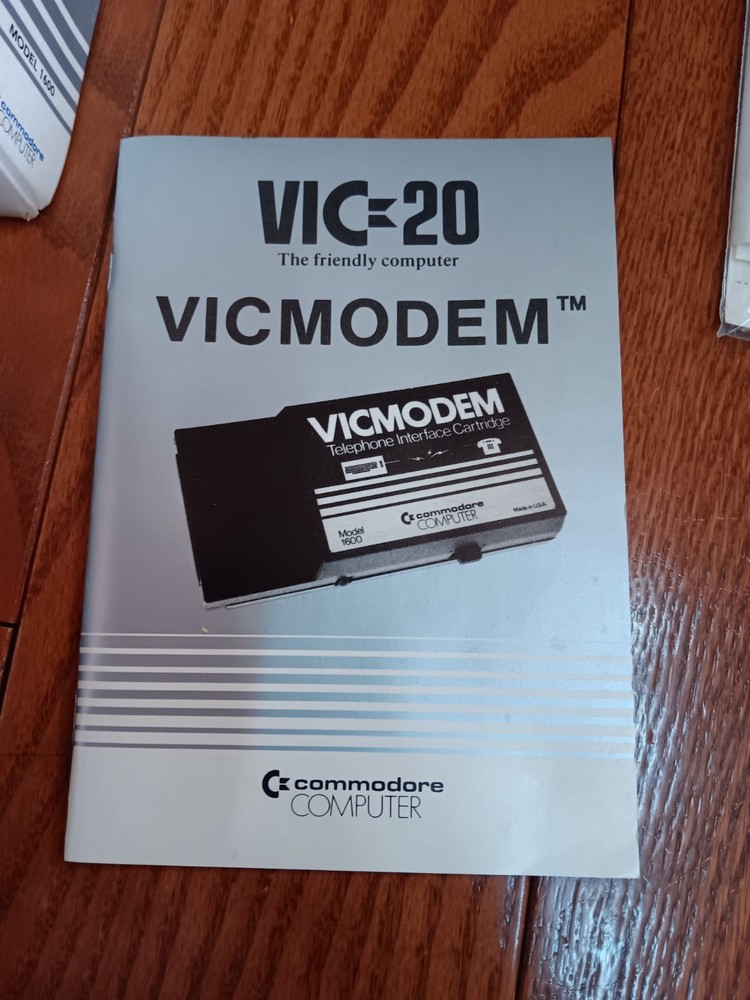 MODEL 1600
commodore
COMPUTER
VIC-20
The friendly computer
VICMODEM™
VICMODEM
Telephone Interface Cartridge
Model
1600
commodore
COMPUTER
Made in U.S.A.
commodore
COMPUTER